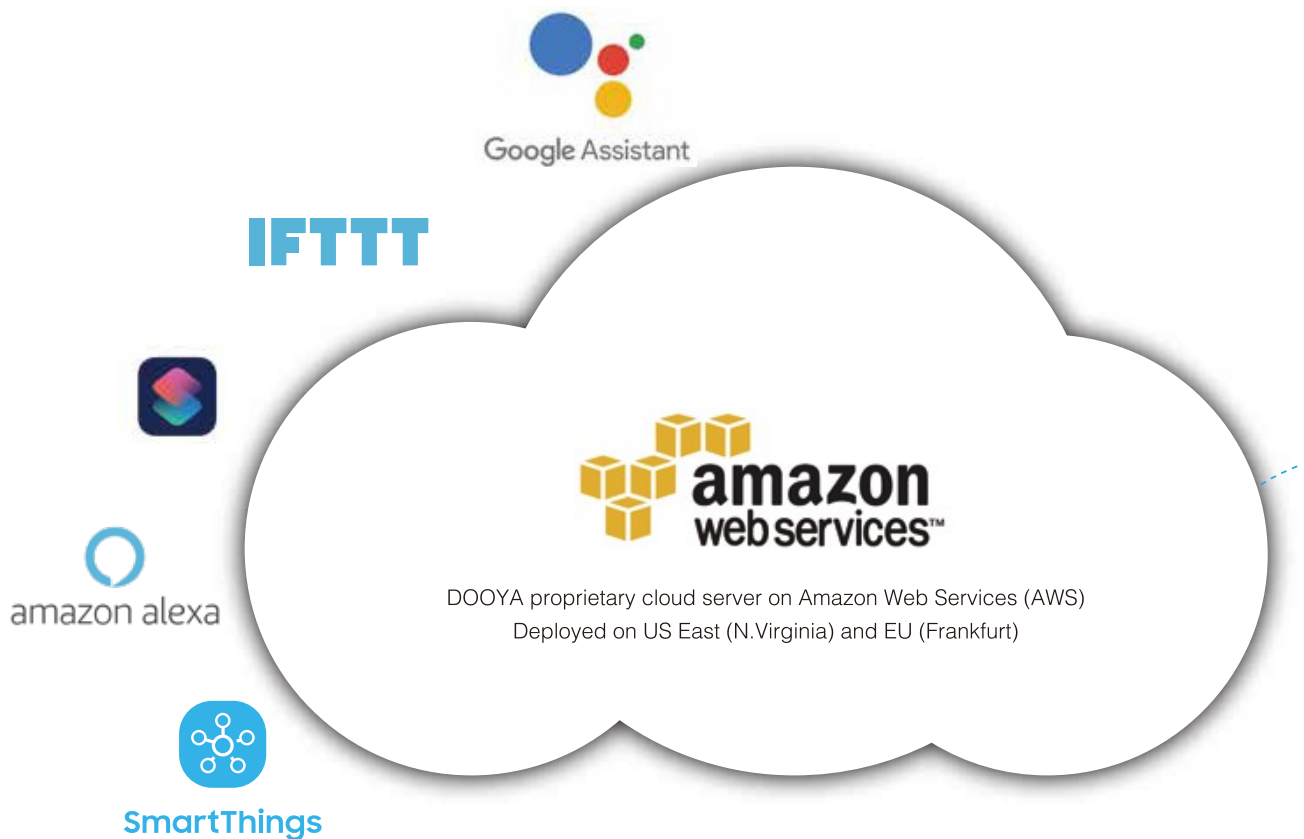 Google Assistant
IFTTT
amazon
web services™
amazon alexa
DOOYA proprietary cloud server on Amazon Web Services (AWS)
Deployed on US East (N.Virginia) and EU (Frankfurt)
SmartThings